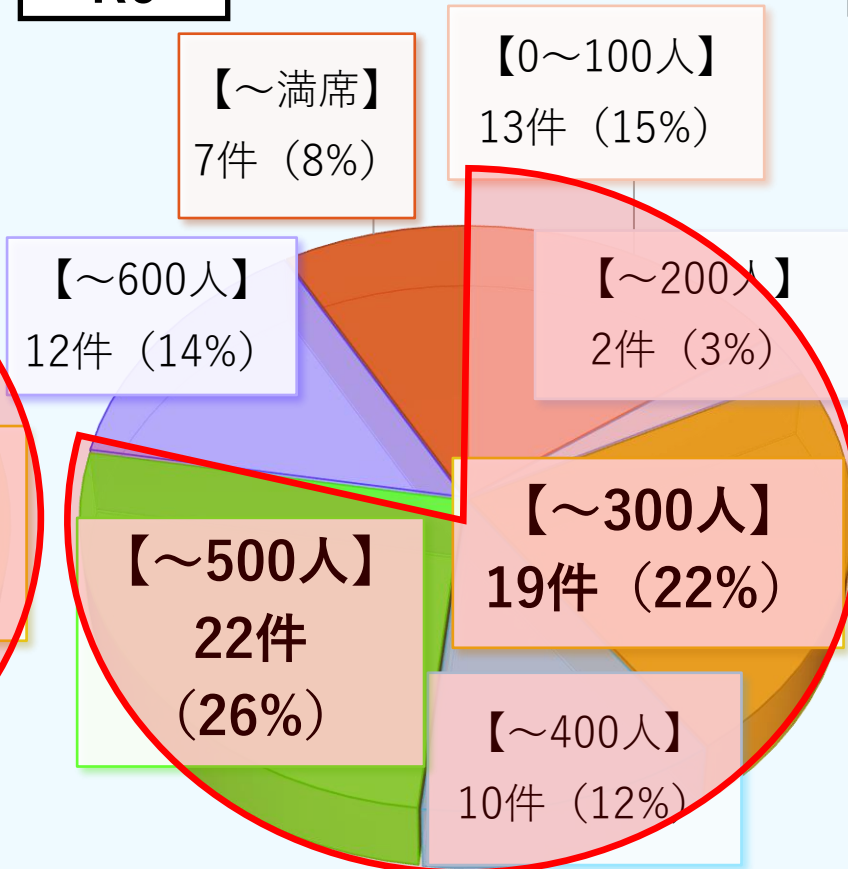 【～満席】
7件（8%）
【0～100人】
13件（15%）
【～600人】
12件（14%）
【～200人】
2件（3%）
【～300人】
19件（22%）
【～500人】
22件
（26%）
【～400人】
10件（12%）